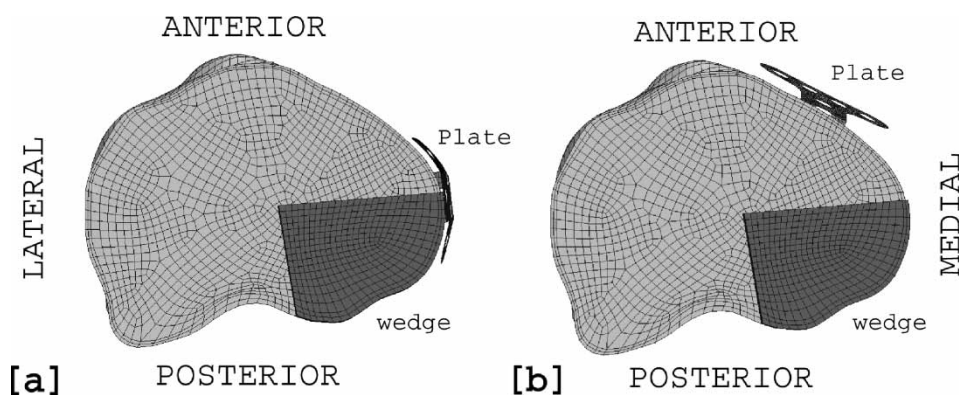 ANTERIOR
LATERAL
Plate
wedge
[a]
POSTERIOR
ANTERIOR
Plate
MEDIAL
wedge
[b]
POSTERIOR